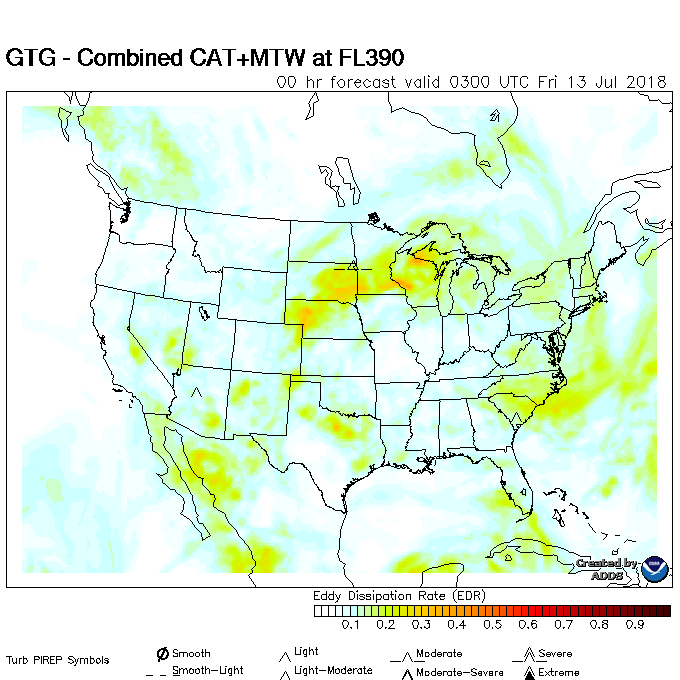 GTG - Combined CAT+MTW at FL390
00 hr forecast valid 0300 UTC Fri 13 Jul 2018
Created by
ADDS
Eddy Dissipation Rate (EDR)
0.1 0.2 0.3 0.4 0.5 0.6 0.7 0.8 0.9
Turb PIREP Symbols
Smooth Light Moderate Severe
Smooth-Light Light-Moderate Moderate-Severe Extreme